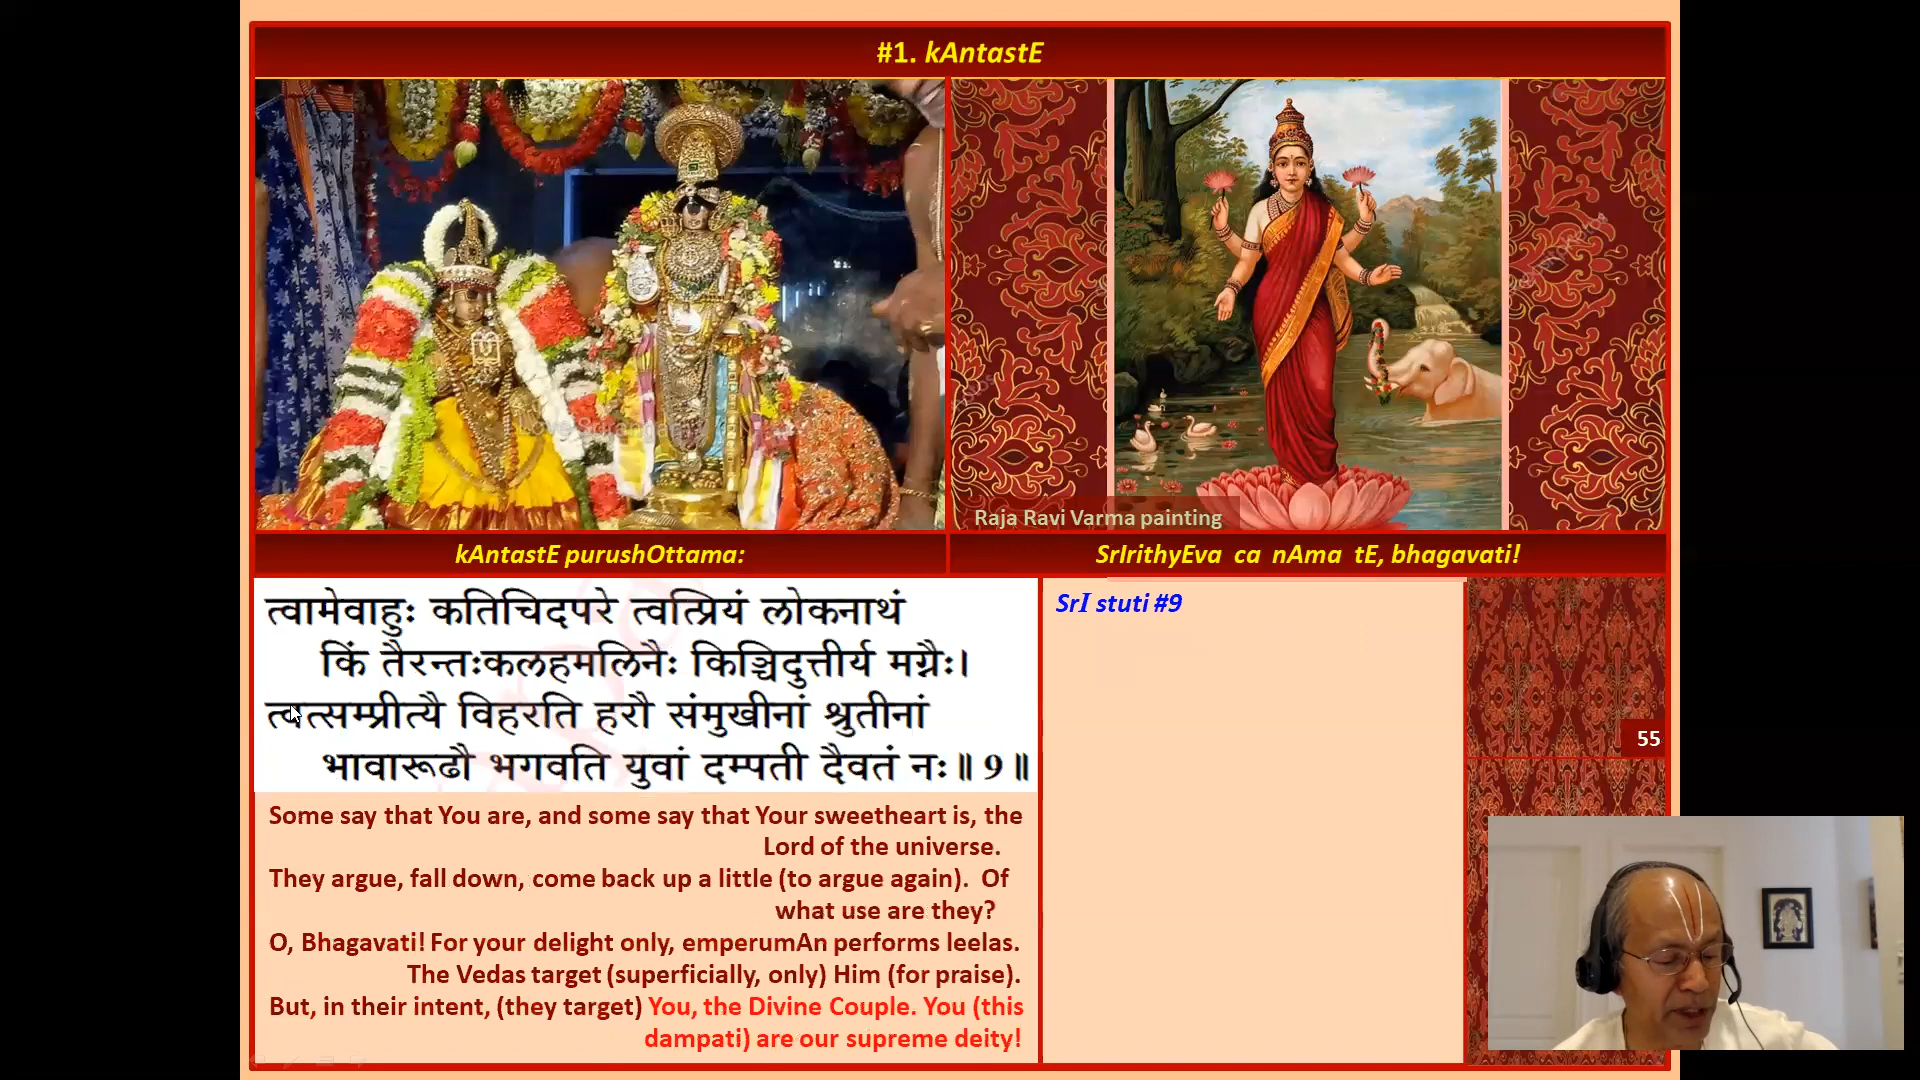 #1. kAntastE
Raja Ravi Varma painting
kAntastE purushOttama:
SrIrithyEva ca nAma tE, bhagavati!
त्वामेवाहुः कतिचिदपरे त्वत्प्रियं लोकनाथं
किं तैरन्तःकलहमलिनैः किञ्चिदुत्तीर्य मग्नैः।
त्वत्सम्प्रीत्यै विहरति हरौ संमुखीनां श्रुतीनां
भावारूढौ भगवति युवां दम्पती दैवतं नः॥ 9॥
SrI stuti #9
55
Some say that You are, and some say that Your sweetheart is, the
Lord of the universe.
They argue, fall down, come back up a little (to argue again). Of
what use are they?
O, Bhagavati! For your delight only, emperumAn performs leelas.
The Vedas target (superficially, only) Him (for praise).
But, in their intent, (they target) You, the Divine Couple. You (this
dampati) are our supreme deity!